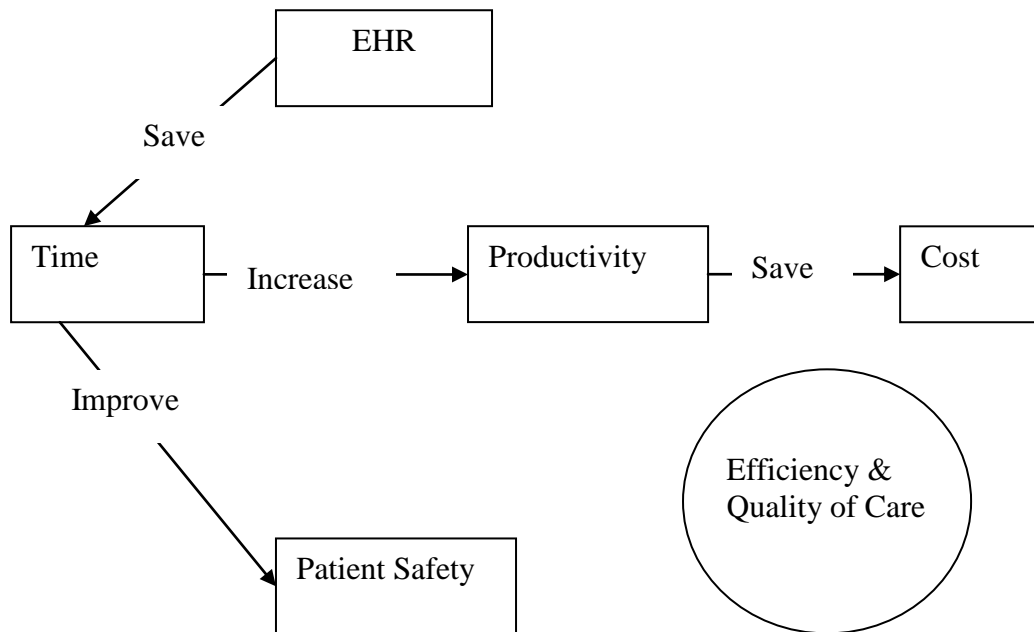 EHR
Save
Time
Increase
Productivity
Save
Cost
Improve
Efficiency &
Quality of Care
Patient Safety